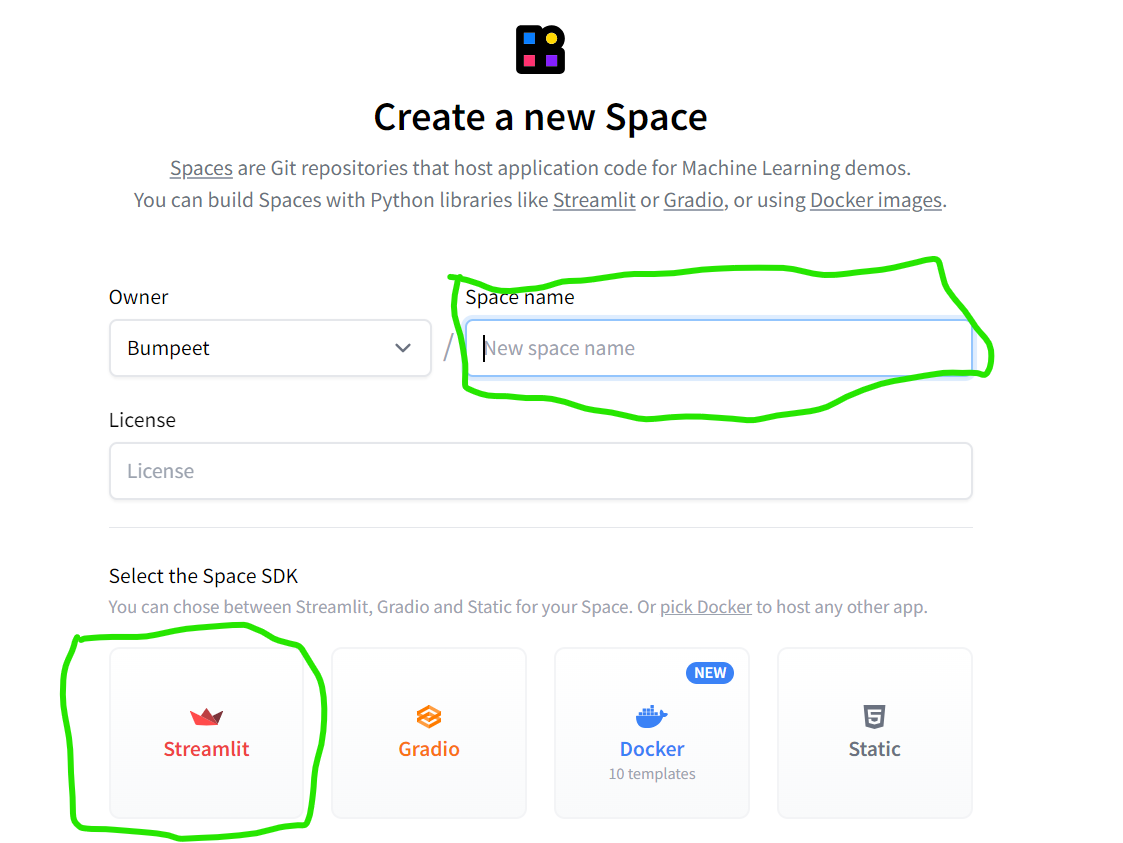 Create a new Space
Spaces are Git repositories that host application code for Machine Learning demos.
You can build Spaces with Python libraries like Streamlit or Gradio, or using Docker images.
Owner
Space name
Bumpeet
/
New space name
License
License
Select the Space SDK
You can chose between Streamlit, Gradio and Static for your Space. Or pick Docker to host any other app.
Streamlit
Gradio
NEW
Docker
10 templates
Static